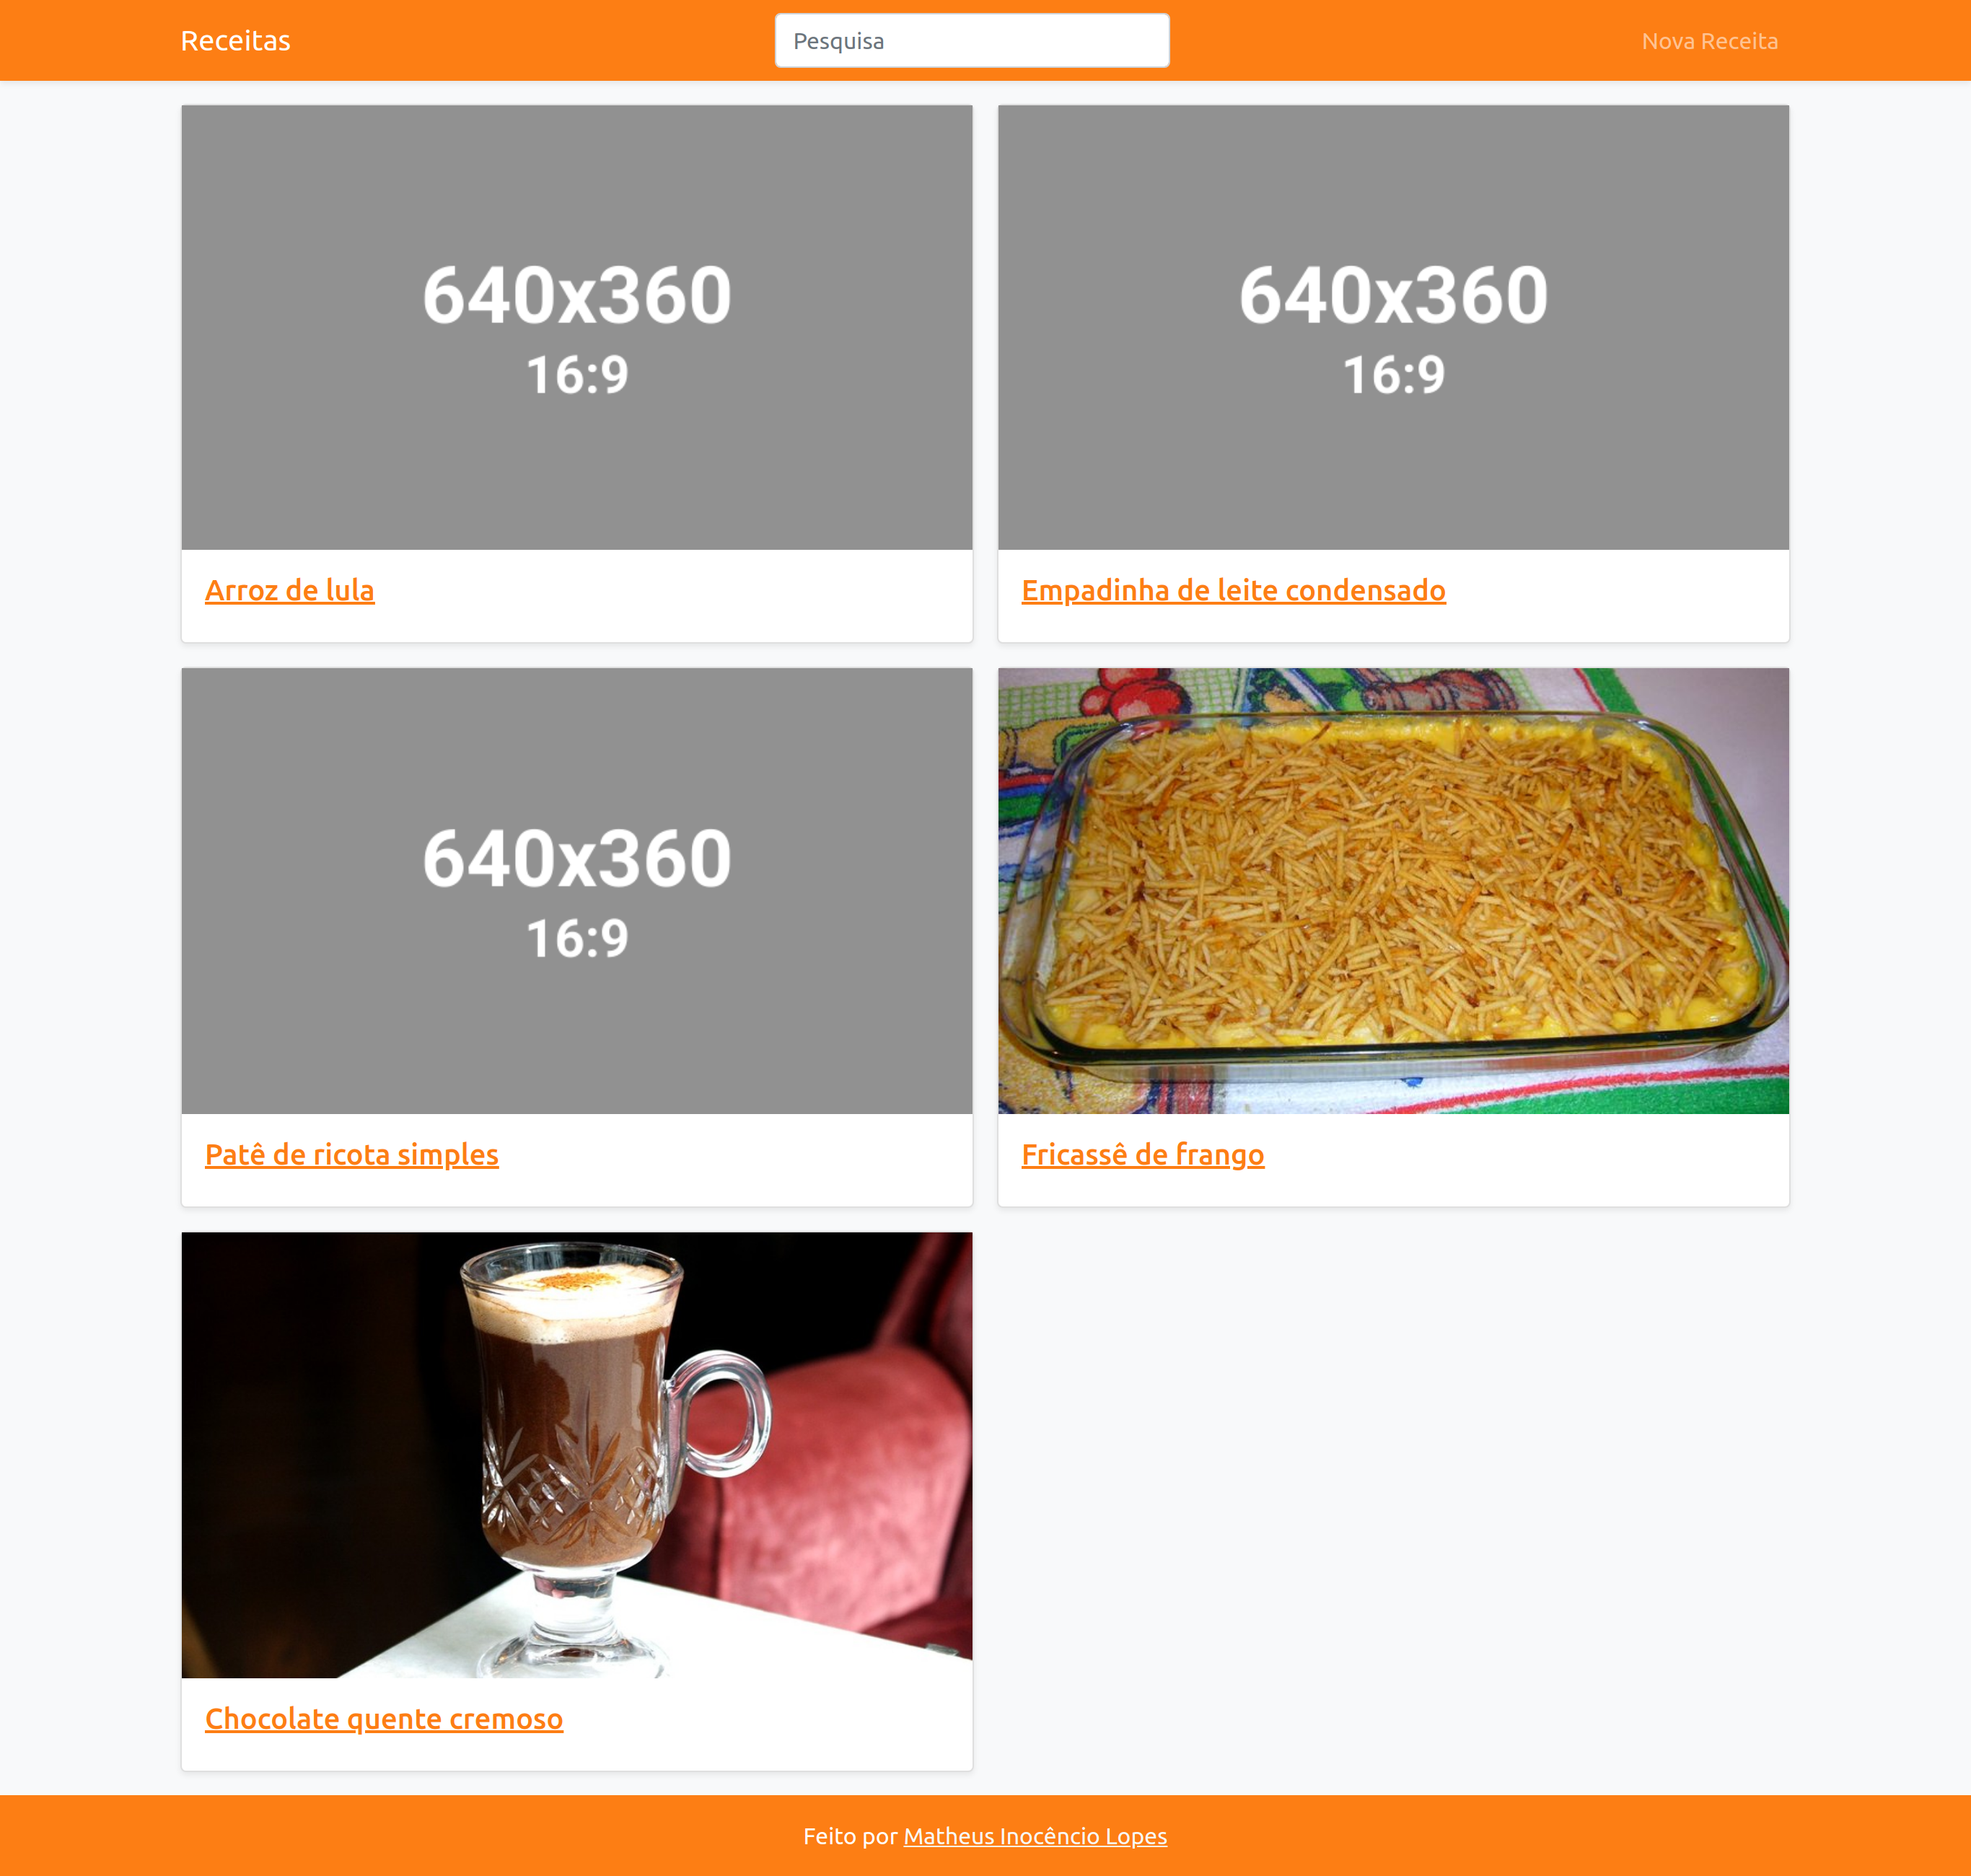 Receitas
Pesquisa
Nova Receita
640x360
16:9
Arroz de lula
640x360
16:9
Empadinha de leite condensado
640x360
16:9
Patê de ricota simples
Fricassê de frango
Chocolate quente cremoso
Feito por Matheus Inocêncio Lopes